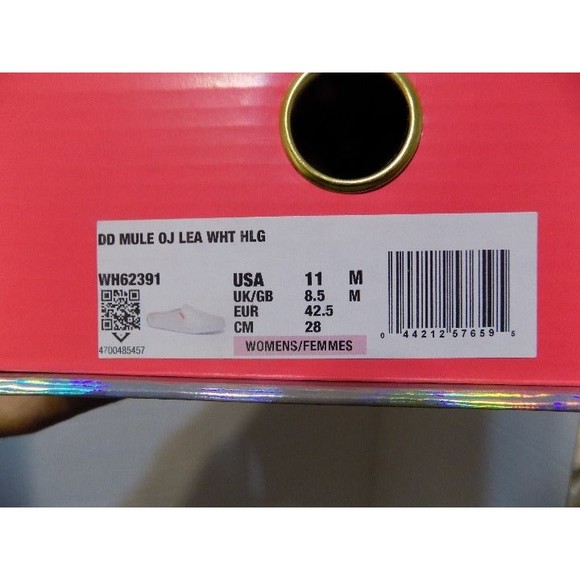 DD MULE OJ LEA WHT HLG
WH62391
4700485457
USA 11 M
UK/GB 8.5 M
EUR 42.5
CM 28
WOMENS/FEMMES
0 44212 57659 5